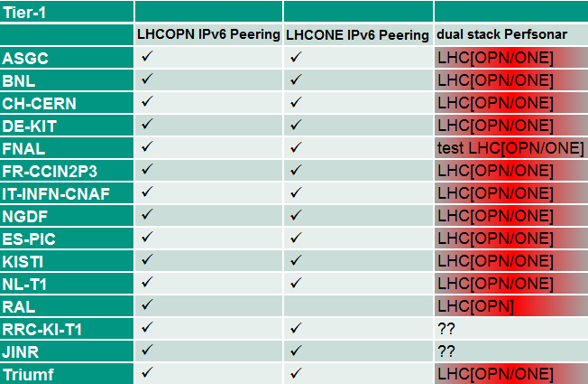 Tier-1
LHCOPN IPv6 Peering LHCONE IPv6 Peering dual stack Perfsonar
ASGC ✓ ✓ LHC[OPN/ONE]
BNL ✓ ✓ LHC[OPN/ONE]
CH-CERN ✓ ✓ LHC[OPN/ONE]
DE-KIT ✓ ✓ LHC[OPN/ONE]
FNAL ✓ ✓ test LHC[OPN/ONE]
FR-CCIN2P3 ✓ ✓ LHC[OPN/ONE]
IT-INFN-CNAF ✓ ✓ LHC[OPN/ONE]
NGDF ✓ ✓ LHC[OPN/ONE]
ES-PIC ✓ ✓ LHC[OPN/ONE]
KISTI ✓ ✓ LHC[OPN/ONE]
NL-T1 ✓ ✓ LHC[OPN/ONE]
RAL ✓ LHC[OPN]
RRC-KI-T1 ✓ ✓ ??
JINR ✓ ✓ ??
Triumf ✓ ✓ LHC[OPN/ONE]